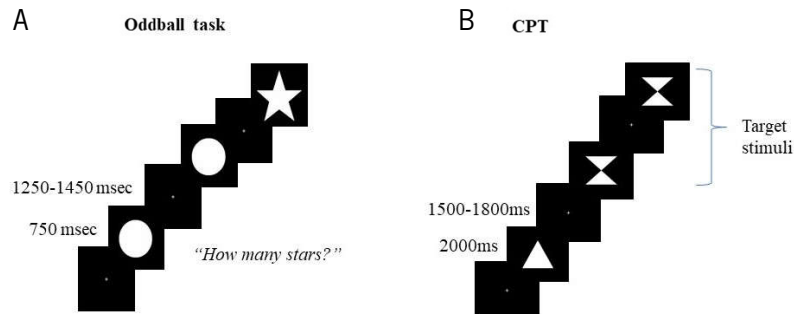 A
Oddball task
1250-1450 msec
750 msec
“How many stars?”
B
CPT
Target
stimuli
1500-1800ms
2000ms